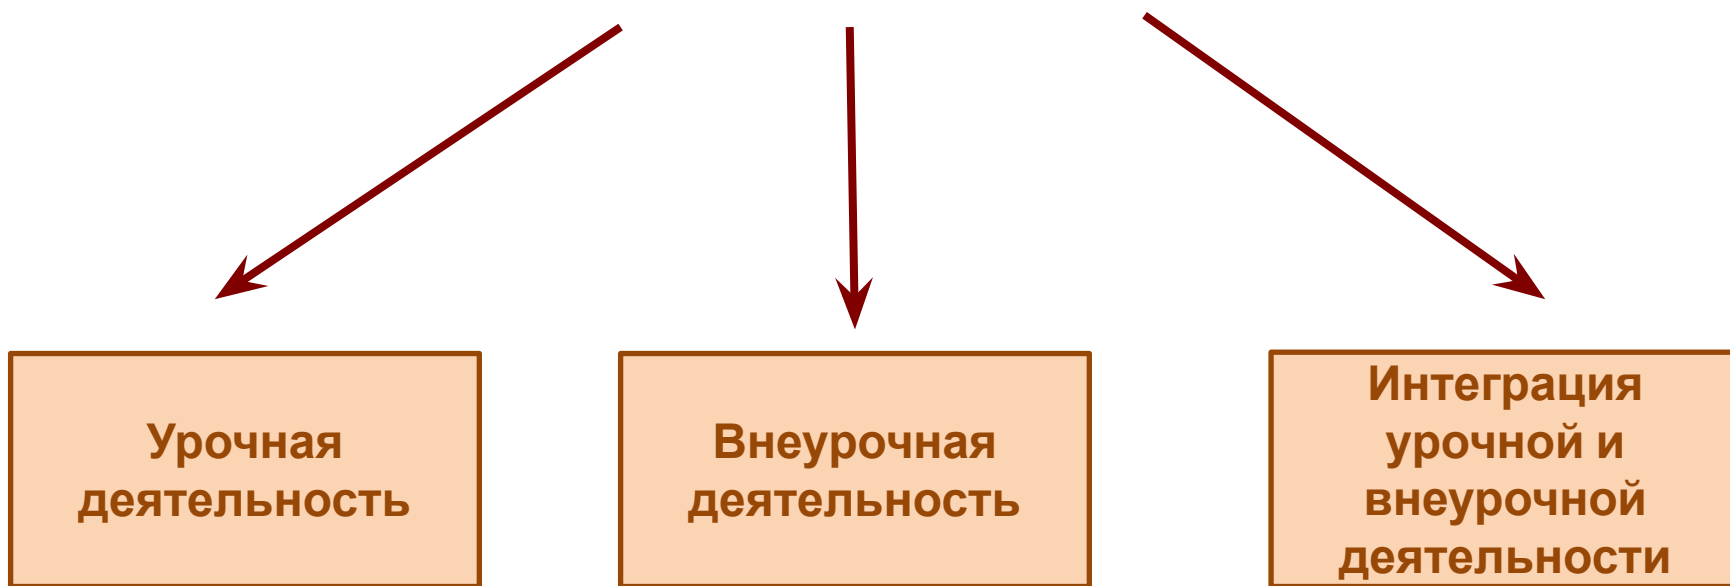 Урочная
деятельность
Внеурочная
деятельность
Интеграция
урочной и
внеурочной
деятельности